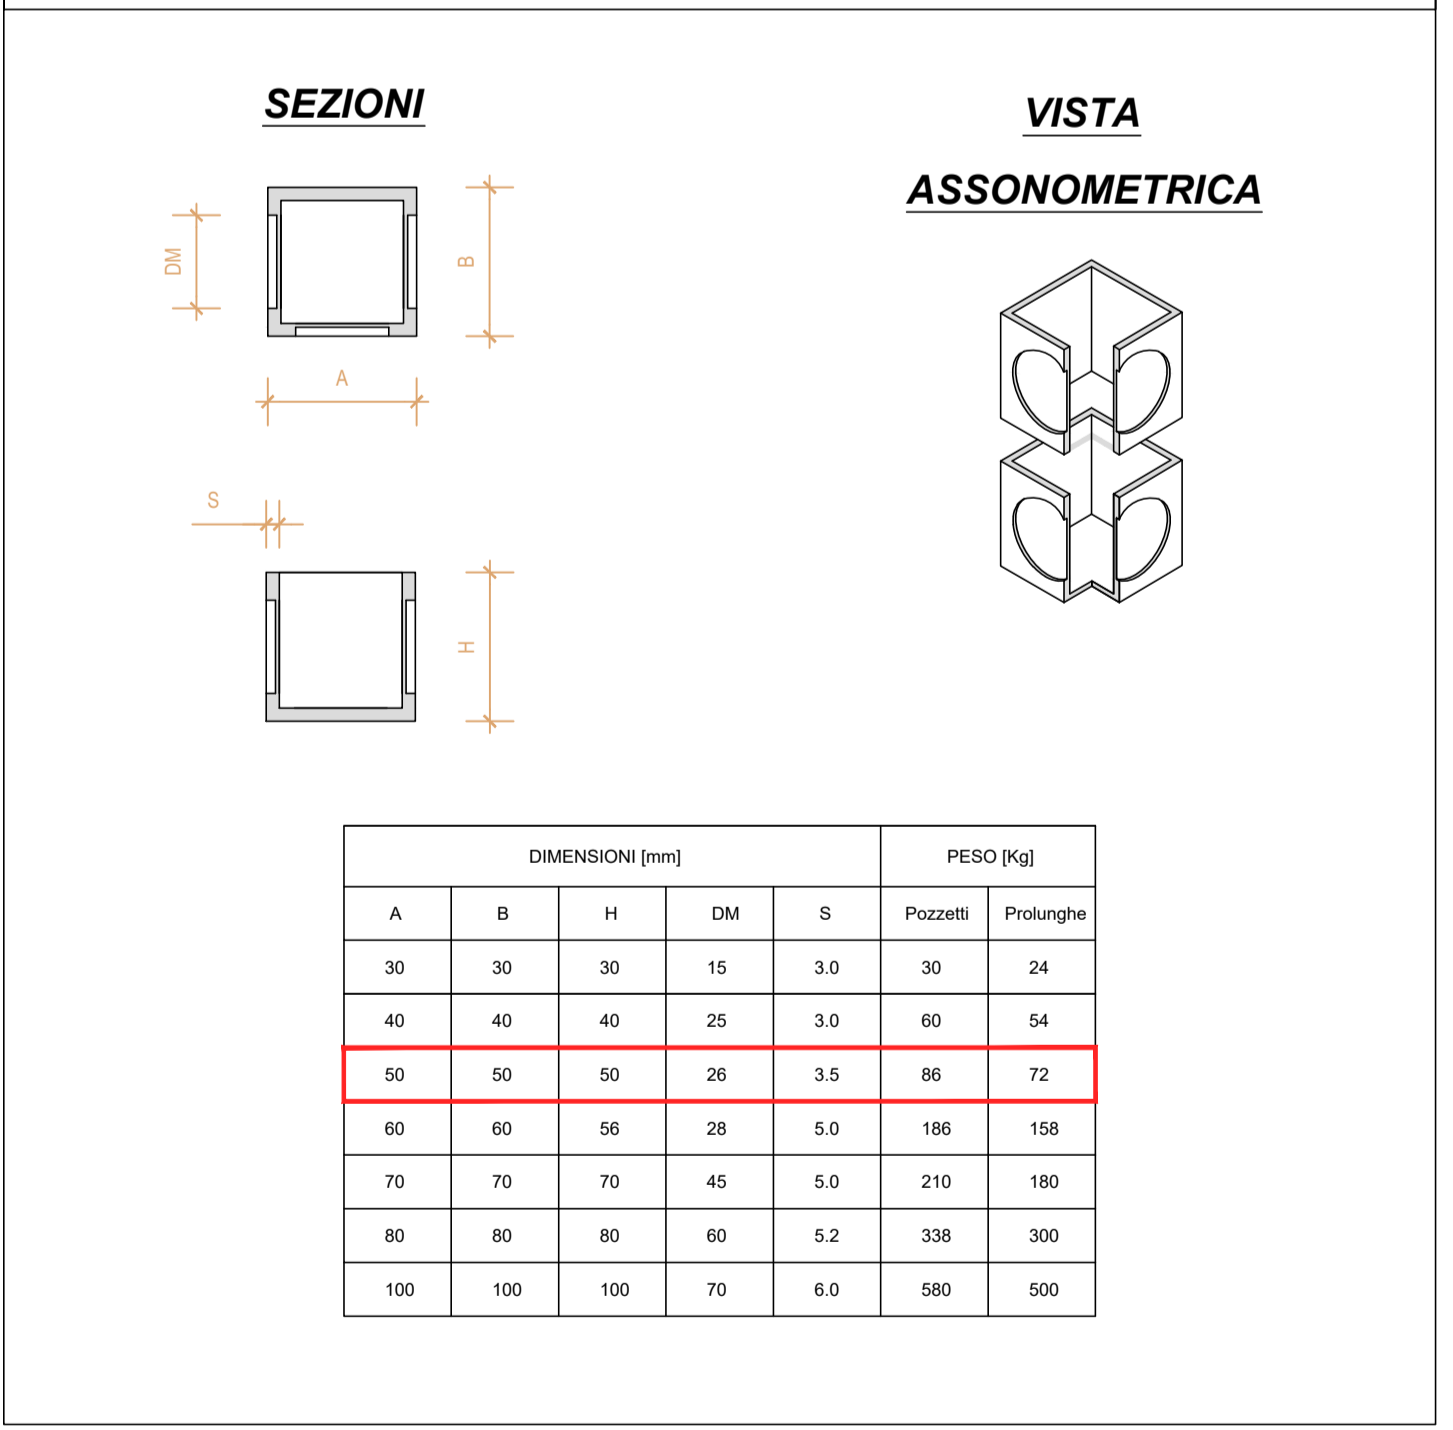 SEZIONI
VISTA
ASSONOMETRICA
DM
B
A
S
H
DIMENSIONI [mm] PESO [Kg]
A B H DM S Pozzetti Prolunghe
30 30 30 15 3.0 30 24
40 40 40 25 3.0 60 54
50 50 50 26 3.5 86 72
60 60 56 28 5.0 186 158
70 70 70 45 5.0 210 180
80 80 80 60 5.2 338 300
100 100 100 70 6.0 580 500